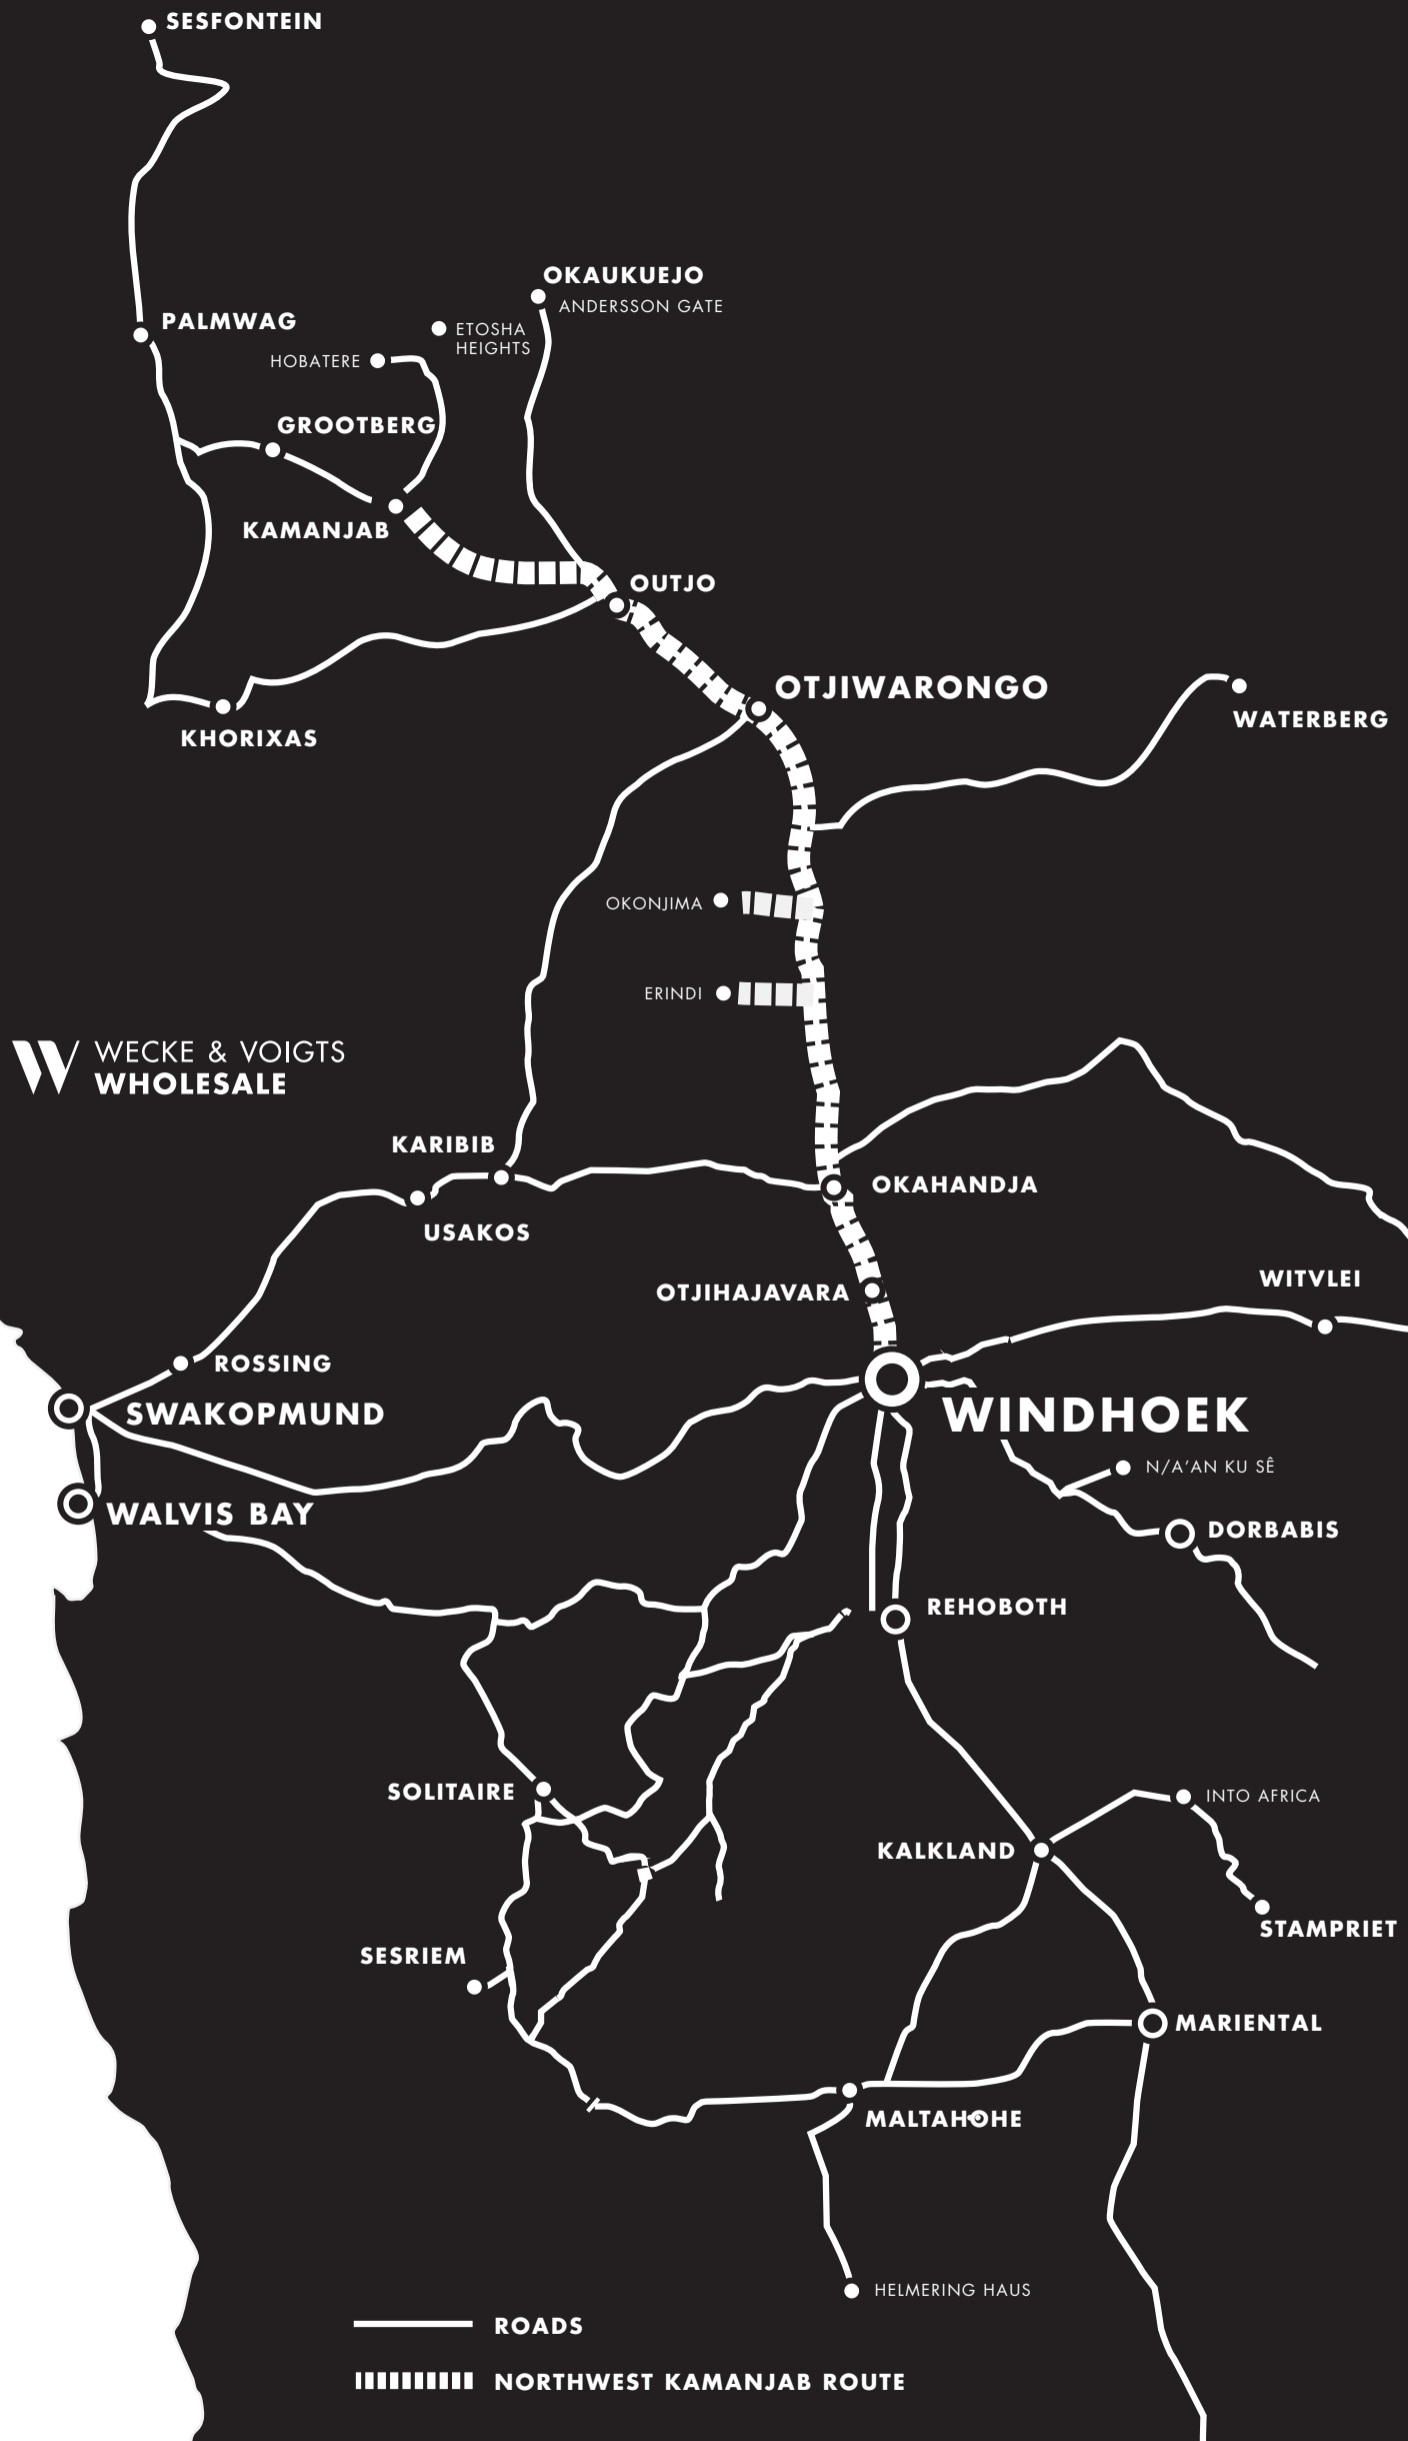 SESFONTEIN
OKAUKUEJO
ANDERSSON GATE
PALMWAG
ETOSHA
HEIGHTS
HOBATERE
GROOTBERG
KAMANJAB
OUTJO
OTJIWARONGO
WATERBERG
KHORIXAS
OKONJIMA
ERINDI
WECKE & VOIGTS
WHOLESALE
KARIBIB
OKAHANDJA
USAKOS
WITVLEI
OTJIHAJAVARA
ROSSING
SWAKOPMUND
WINDHOEK
N/A'AN KU SÊ
WALVIS BAY
DORBABIS
REHOBOTH
SOLITAIRE
INTO AFRICA
KALKLAND
STAMPRIET
SESRIEM
MARIENTAL
MALTAHOHE
HELMERING HAUS
ROADS
NORTHWEST KAMANJAB ROUTE